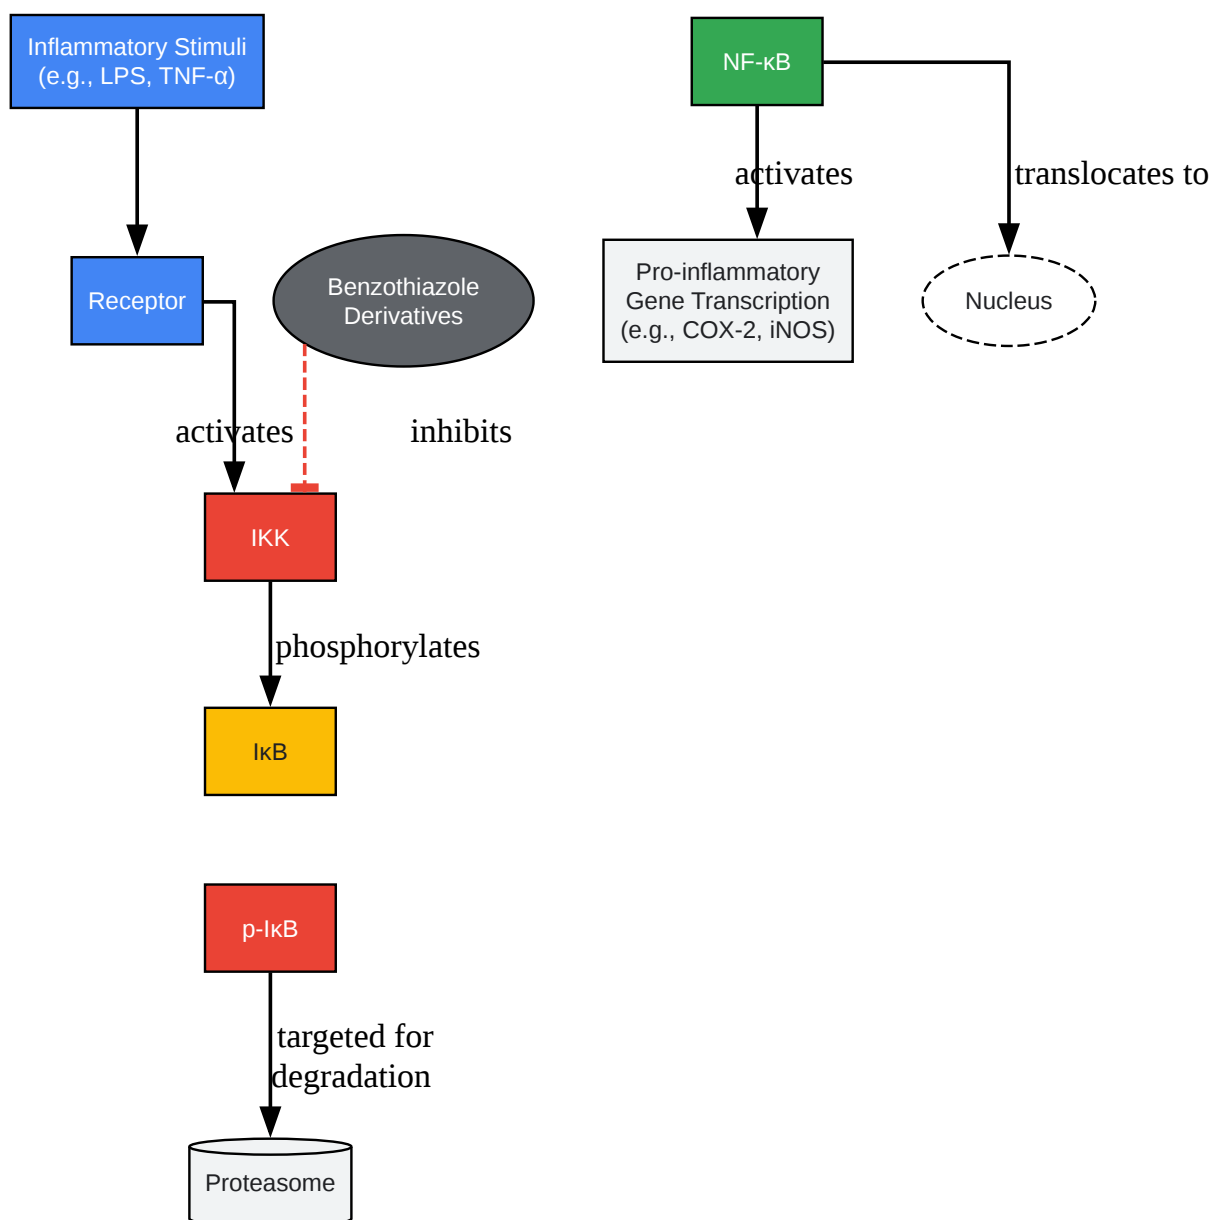 Inflammatory Stimuli
(e.g., LPS, TNF-α)
Receptor
Benzothiazole
Derivatives
activates
inhibits
IKK
phosphorylates
IκB
p-IκB
targeted for
degradation
Proteasome
NF-κB
activates
translocates to
Pro-inflammatory
Gene Transcription
(e.g., COX-2, iNOS)
Nucleus